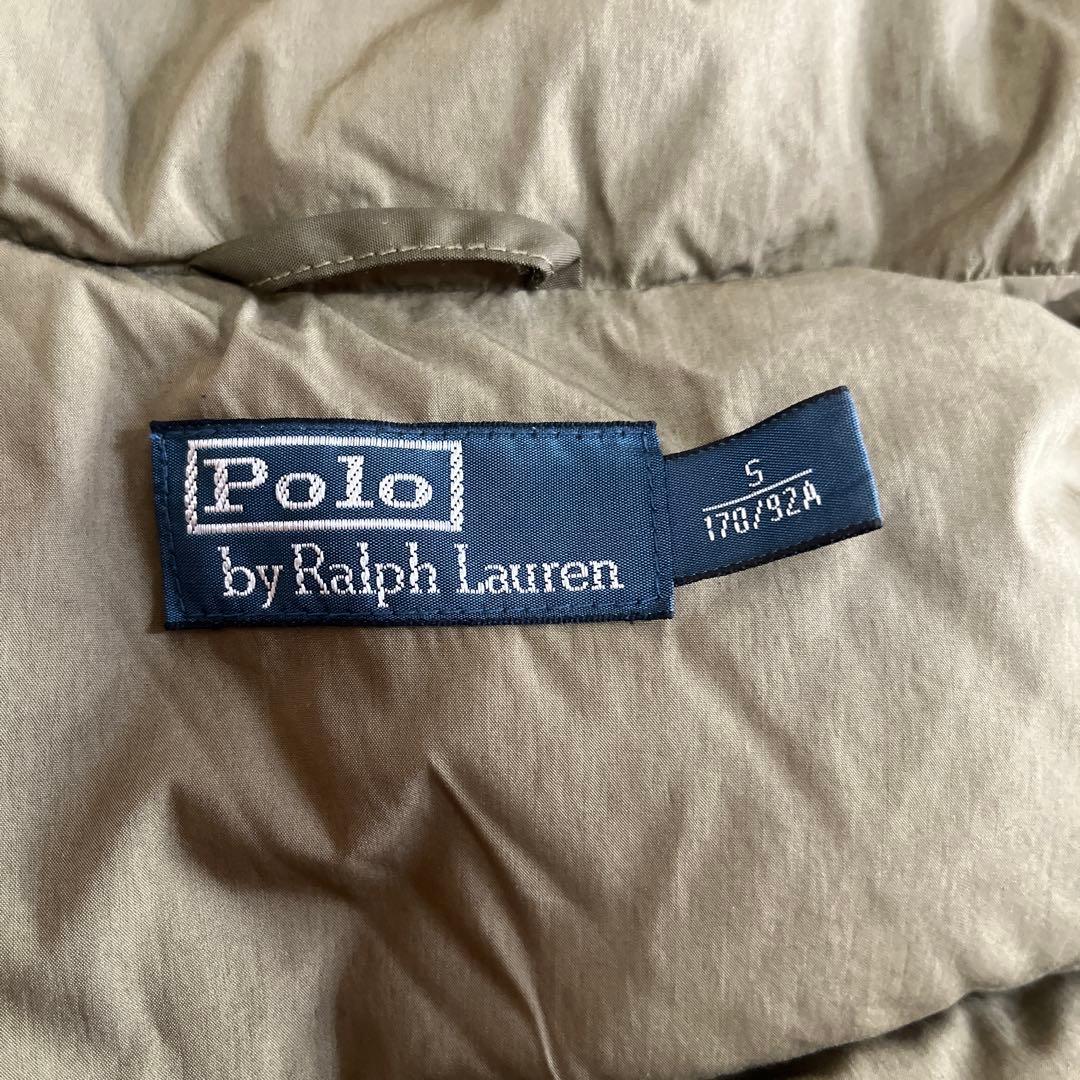 Polo
by Ralph Lauren
S
170/92A